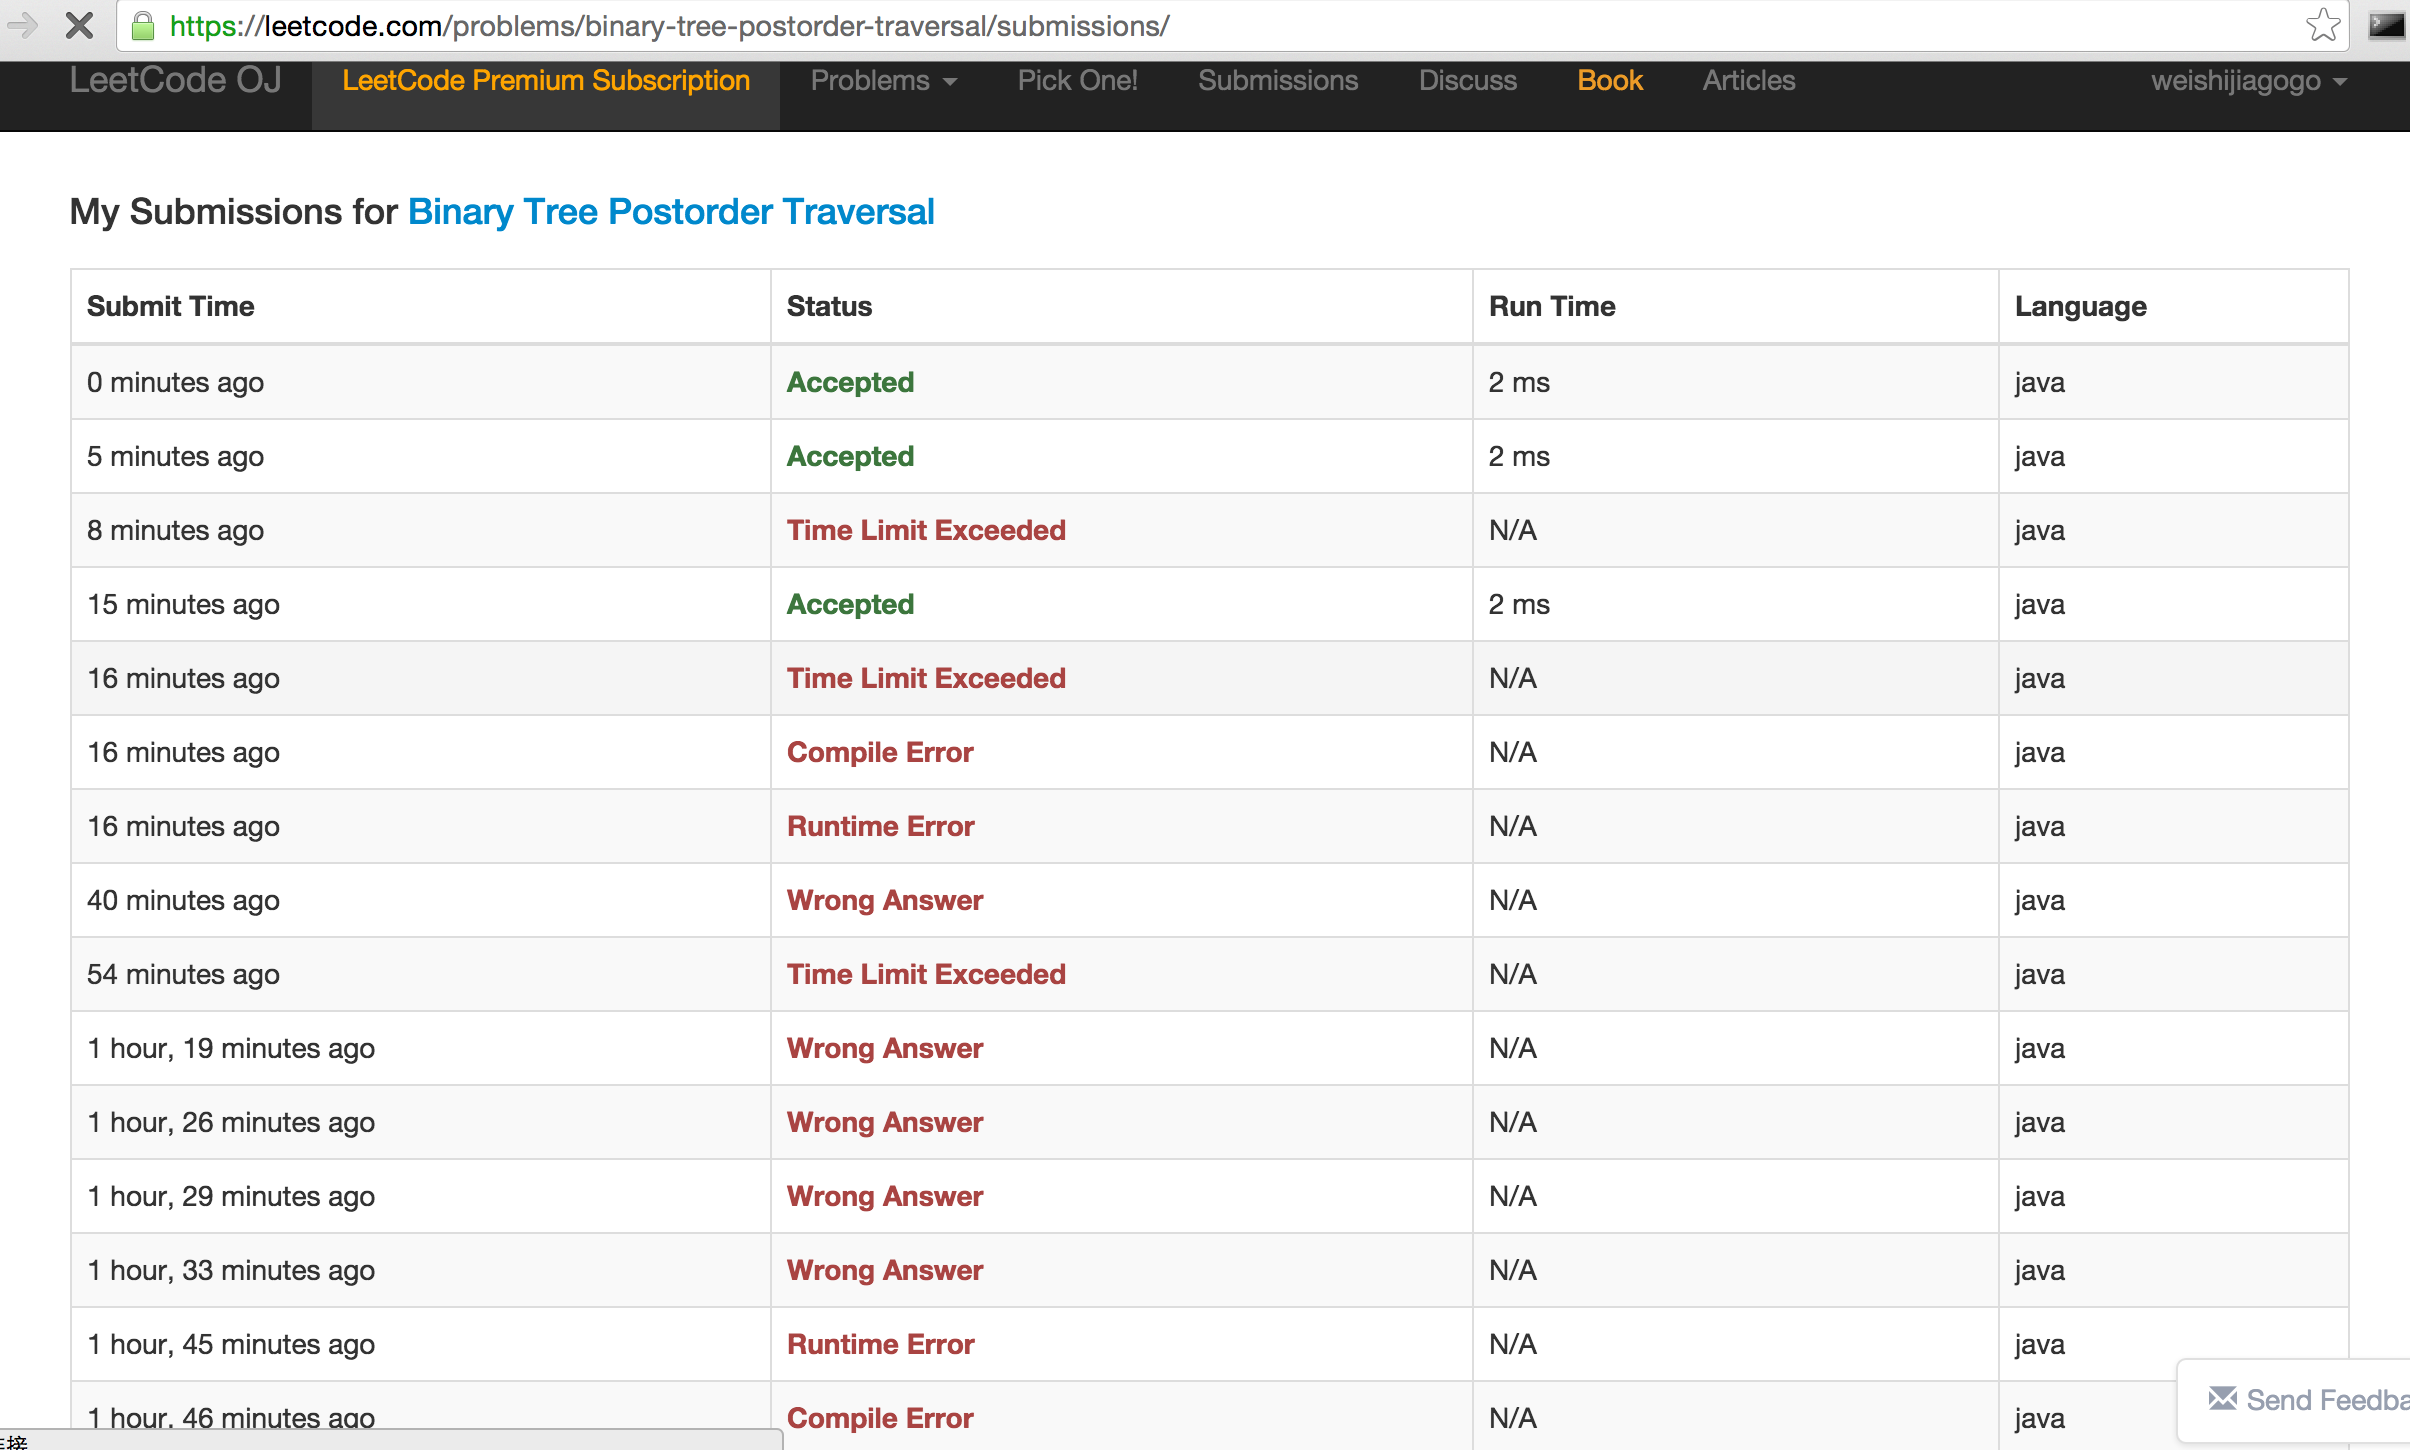 https://leetcode.com/problems/binary-tree-postorder-traversal/submissions/
LeetCode OJ LeetCode Premium Subscription Problems Pick One! Submissions Discuss Book Articles weishijiagogo
My Submissions for Binary Tree Postorder Traversal
Submit Time Status Run Time Language
0 minutes ago Accepted 2 ms java
5 minutes ago Accepted 2 ms java
8 minutes ago Time Limit Exceeded N/A java
15 minutes ago Accepted 2 ms java
16 minutes ago Time Limit Exceeded N/A java
16 minutes ago Compile Error N/A java
16 minutes ago Runtime Error N/A java
40 minutes ago Wrong Answer N/A java
54 minutes ago Time Limit Exceeded N/A java
1 hour, 19 minutes ago Wrong Answer N/A java
1 hour, 26 minutes ago Wrong Answer N/A java
1 hour, 29 minutes ago Wrong Answer N/A java
1 hour, 33 minutes ago Wrong Answer N/A java
1 hour, 45 minutes ago Runtime Error N/A java
Send Feedba
1 hour, 46 minutes ago Compile Error N/A java